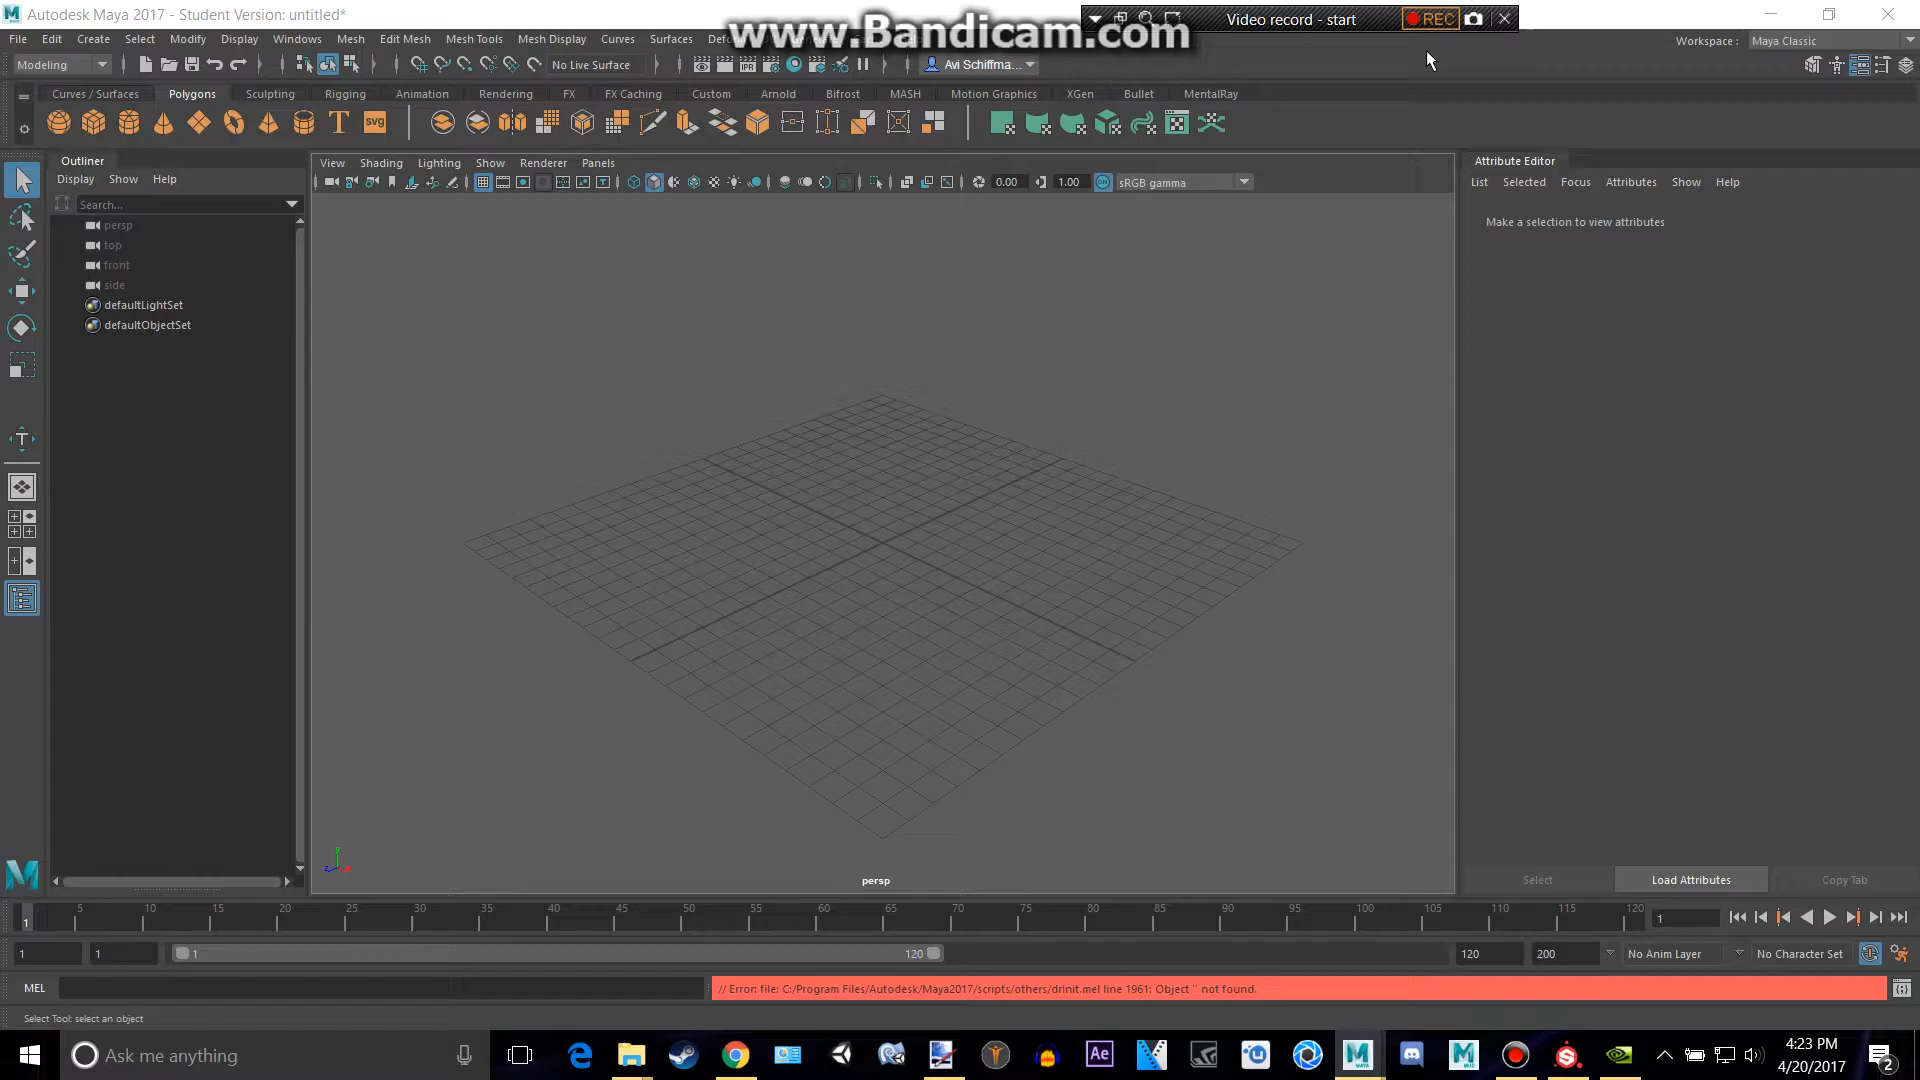 Autodesk Maya 2017 - Student Version: untitled*
www.Bandicam.com
Video record - start
REC
File Edit Create Select Modify Display Windows Mesh Edit Mesh Mesh Tools Mesh Display Curves Surfaces
Workspace : Maya Classic
Modeling
No Live Surface
Avi Schiffma...
Curves / Surfaces Polygons Sculpting Rigging Animation Rendering FX FX Caching Custom Arnold Bifrost MASH Motion Graphics XGen Bullet MentalRay
T
SVG
Outliner
Display Show Help
Search...
persp
top
front
side
defaultLightSet
defaultObjectSet
View Shading Lighting Show Renderer Panels
0.00
1.00
ON
sRGB gamma
persp
Attribute Editor
List Selected Focus Attributes Show Help
Make a selection to view attributes
Select Load Attributes Copy Tab
5 10 15 20 25 30 35 40 45 50 55 60 65 70 75 80 85 90 95 100 105 110 115 120
1
1
1
1
1
120
120
200
No Anim Layer
No Character Set
MEL
// Error: file: C:/Program Files/Autodesk/Maya2017/scripts/others/drInit.mel line 1961: Object '' not found.
Select Tool: select an object
Ask me anything
Ae
4:23 PM
4/20/2017
2